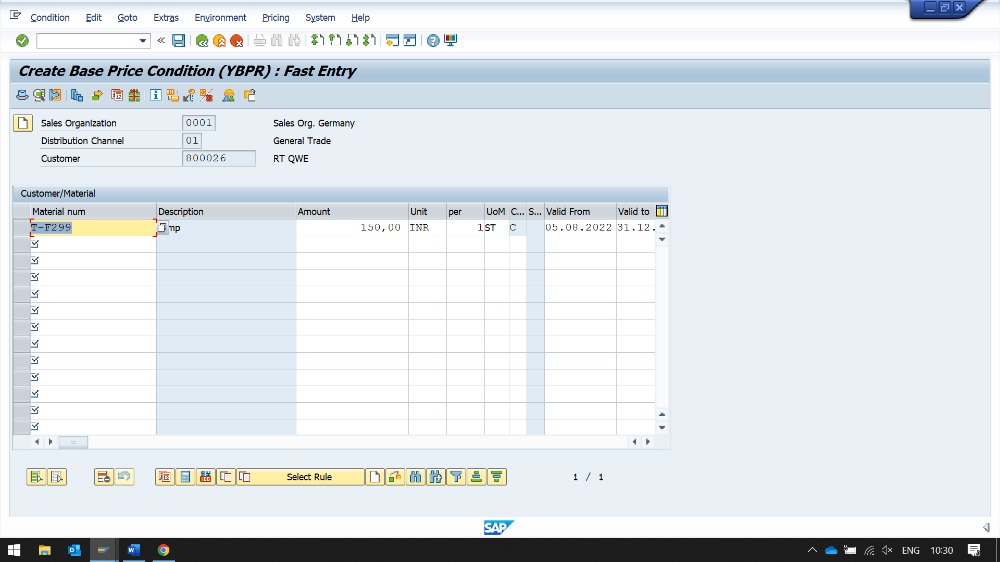 Condition Edit Goto Extras Environment Pricing System Help
Create Base Price Condition (YBPR) : Fast Entry
Sales Organization 0001 Sales Org. Germany
Distribution Channel 01 General Trade
Customer 800026 RT QWE
Customer/Material
Material num Description Amount Unit per UoM C... S... Valid From Valid to
T-F299 mp 150,00 INR 1 ST C 05.08.2022 31.12.
Select Rule 1 / 1
SAP
ENG 10:30